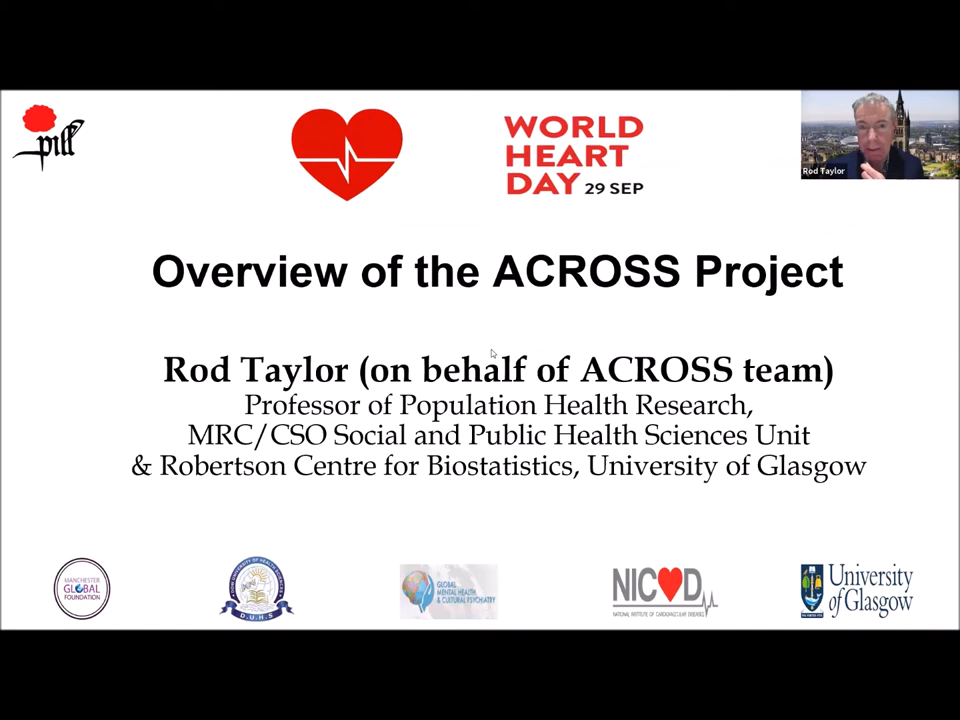 pill
WORLD
HEART
DAY 29 SEP
Rod Taylor
Overview of the ACROSS Project
Rod Taylor (on behalf of ACROSS team)
Professor of Population Health Research,
MRC/CSO Social and Public Health Sciences Unit
& Robertson Centre for Biostatistics, University of Glasgow
MANCHESTER
GLOBAL
FOUNDATION
D.U.H.S
GLOBAL
MENTAL HEALTH
& CULTURAL PSYCHIATRY
NICVD
NATIONAL INSTITUTE OF CARDIOVASCULAR DISEASES
University
of Glasgow